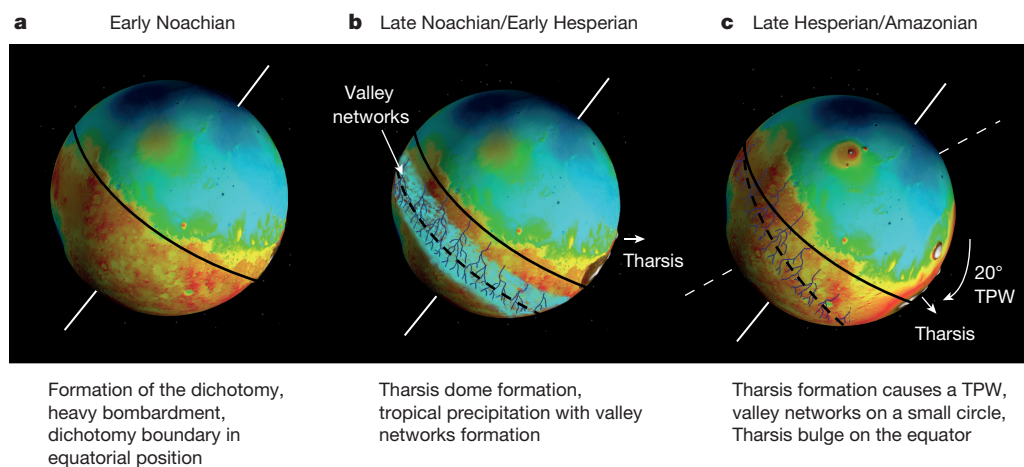 a Early Noachian
b Late Noachian/Early Hesperian
c Late Hesperian/Amazonian
Valley
networks
Tharsis
20°
TPW
Tharsis
Formation of the dichotomy,
heavy bombardment,
dichotomy boundary in
equatorial position
Tharsis dome formation,
tropical precipitation with valley
networks formation
Tharsis formation causes a TPW,
valley networks on a small circle,
Tharsis bulge on the equator